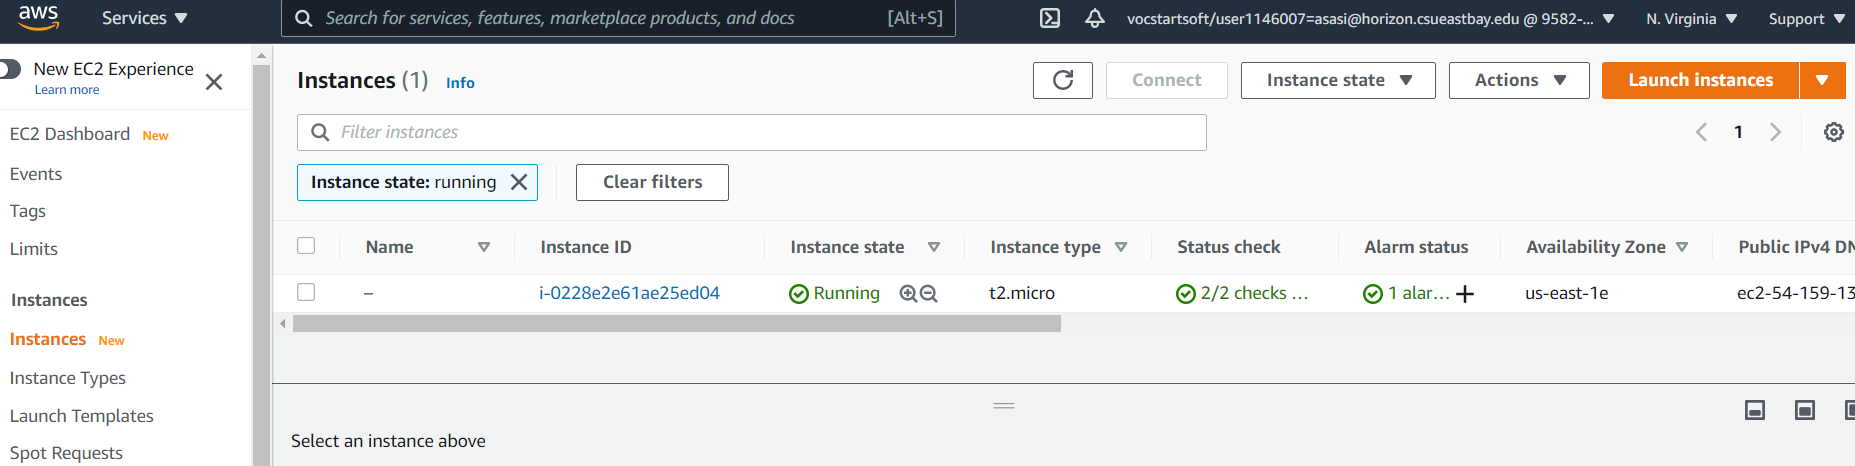 aws Services Search for services, features, marketplace products, and docs [Alt+S] vocstartsoft/user1146007=asasi@horizon.csueastbay.edu @ 9582-... N. Virginia Support
New EC2 Experience
Learn more
EC2 Dashboard New
Events
Tags
Limits
Instances
Instances New
Instance Types
Launch Templates
Spot Requests
Instances (1) Info Connect Instance state Actions Launch instances
Filter instances 1
Instance state: running Clear filters
Name Instance ID Instance state Instance type Status check Alarm status Availability Zone Public IPv4 DN
– i-0228e2e61ae25ed04 Running t2.micro 2/2 checks ... 1 alar... + us-east-1e ec2-54-159-13
Select an instance above